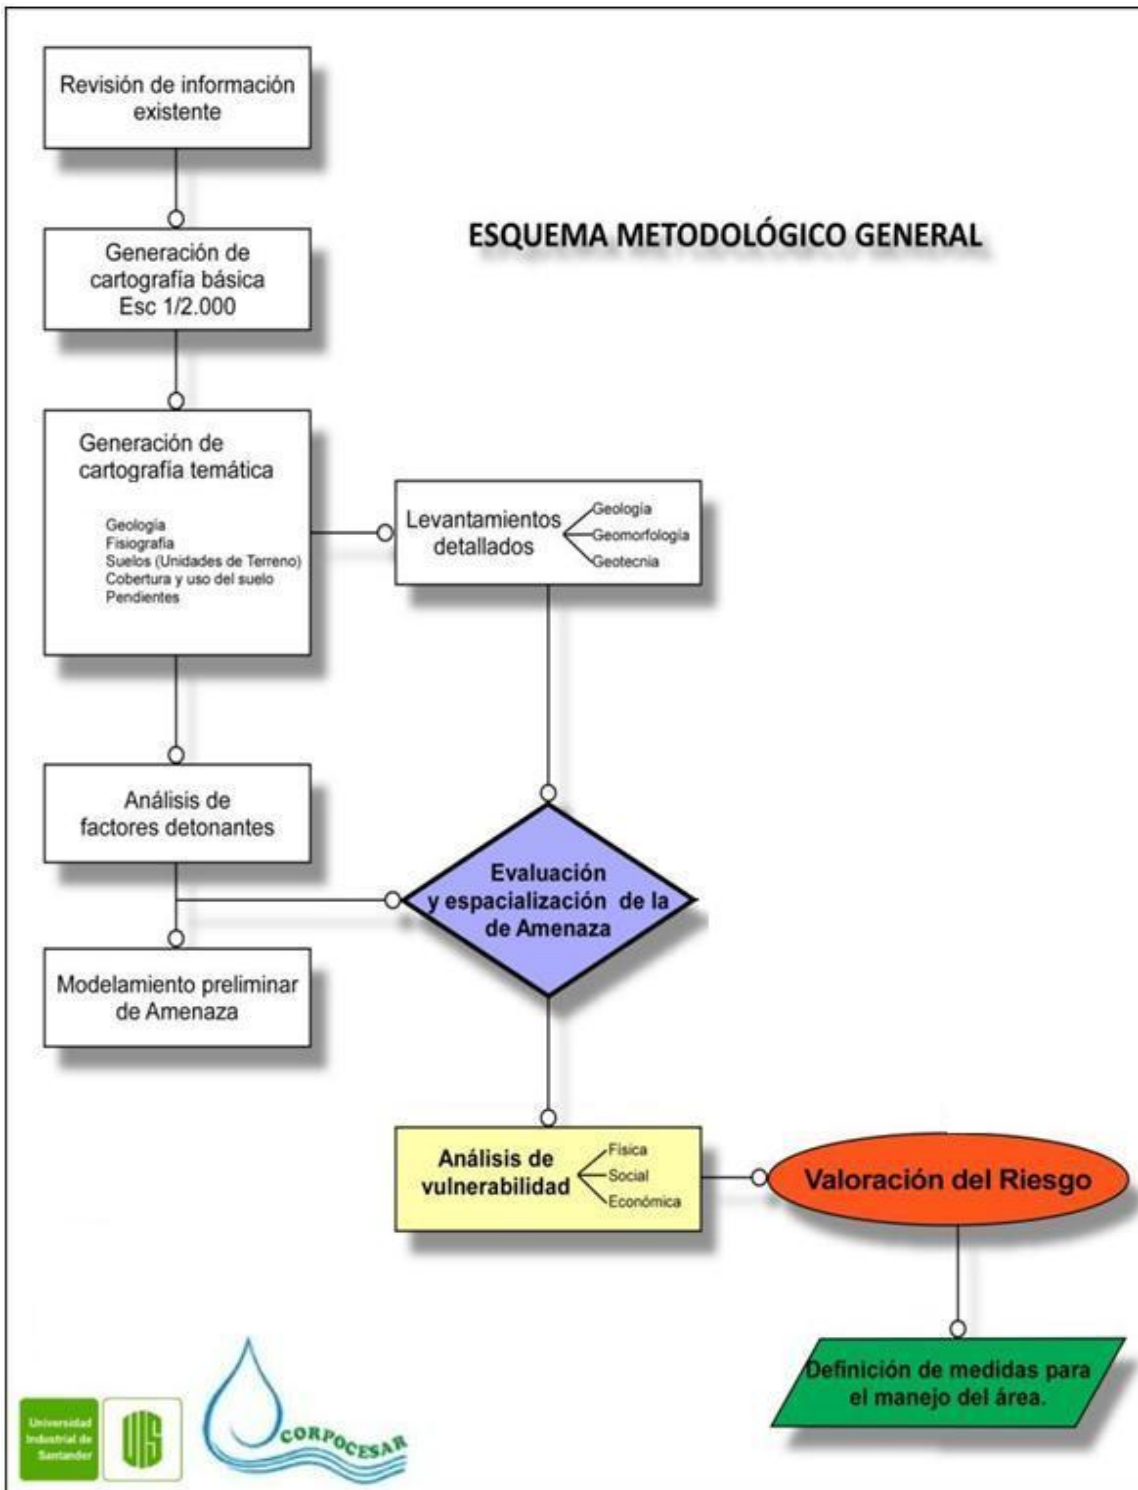 Revisión de información
existente
ESQUEMA METODOLÓGICO GENERAL
Generación de
cartografía básica
Esc 1/2.000
Generación de
cartografía temática
Geología
Fisiografía
Suelos (Unidades de Terreno)
Cobertura y uso del suelo
Pendientes
Levantamientos
detallados
Geología
Geomorfología
Geotecnia
Análisis de
factores detonantes
Evaluación
y espacialización de la
de Amenaza
Modelamiento preliminar
de Amenaza
Análisis de
vulnerabilidad
Física
Social
Económica
Valoración del Riesgo
Definición de medidas para
el manejo del área.
Universidad
Industrial de
Santander
UIS
CORPOCESAR